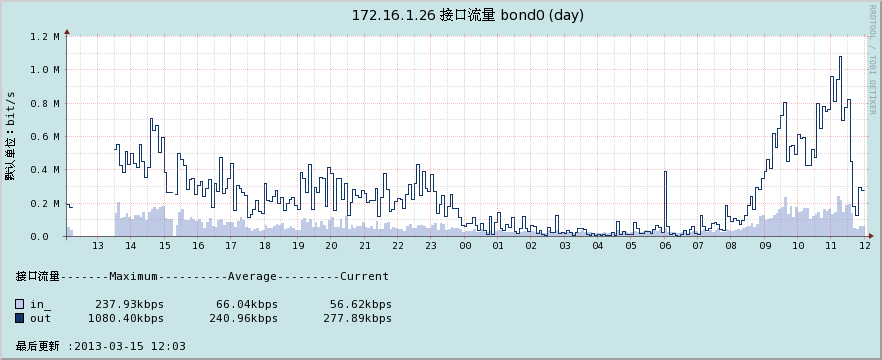 172.16.1.26 接口流量 bond0 (day)
RRDTOOL / TOBI OETIKER
默认单位：bit/s
1.2 M
1.0 M
0.8 M
0.6 M
0.4 M
0.2 M
0.0
13 14 15 16 17 18 19 20 21 22 23 00 01 02 03 04 05 06 07 08 09 10 11 12
接口流量-------Maximum----------Average---------Current
in_ 237.93kbps 66.04kbps 56.62kbps
out 1080.40kbps 240.96kbps 277.89kbps
最后更新 :2013-03-15 12:03